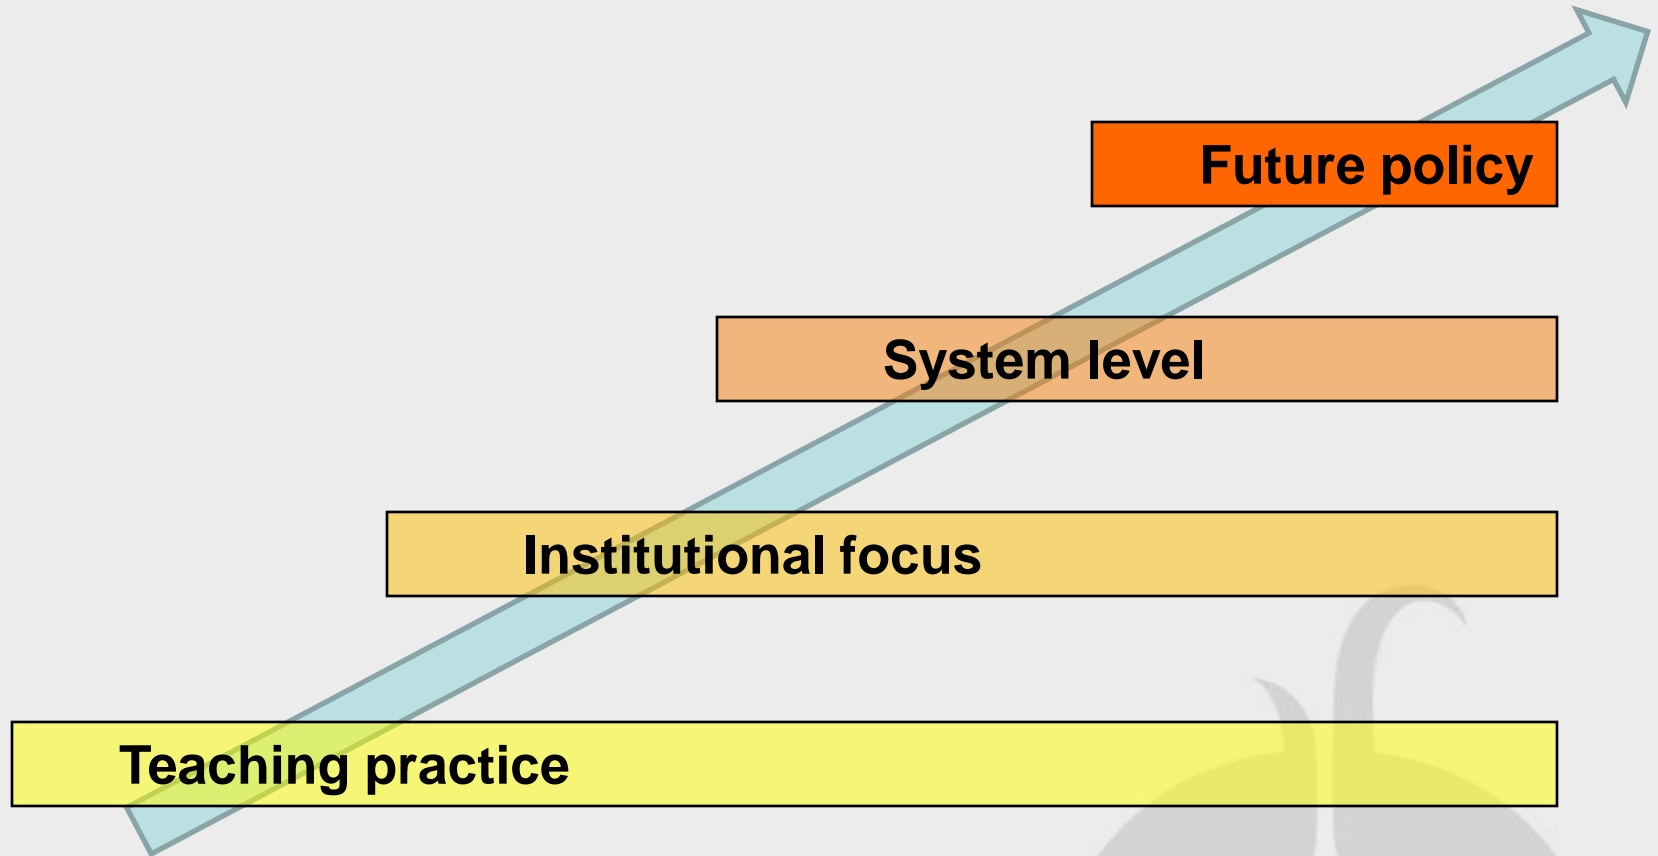 Future policy
System level
Institutional focus
Teaching practice